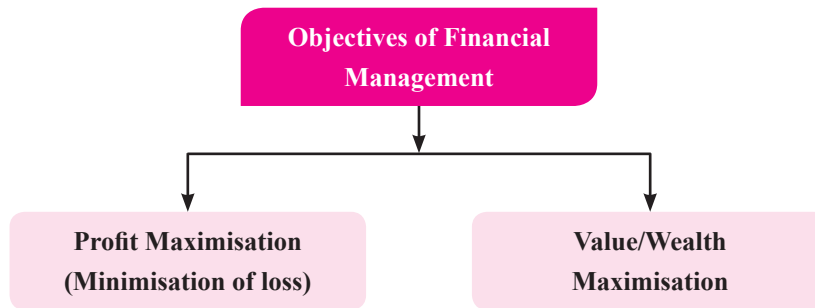 Objectives of Financial
Management
Profit Maximisation
(Minimisation of loss)
Value/Wealth
Maximisation